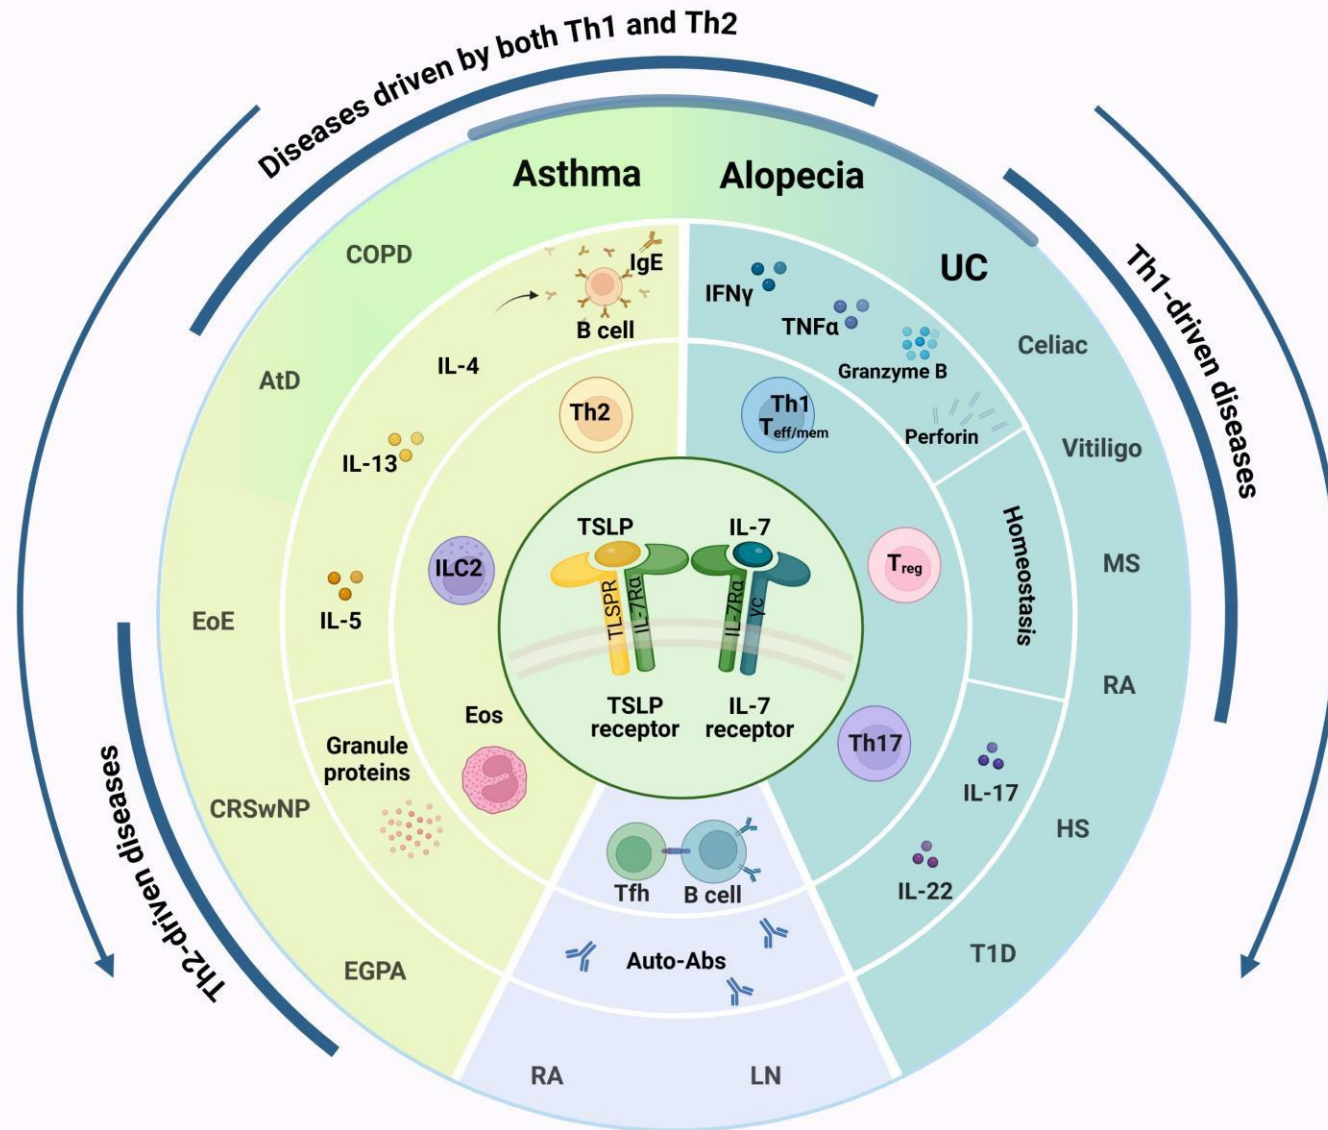 Diseases driven by both Th1 and Th2
Th1-driven diseases
Th2-driven diseases
Asthma
Alopecia
UC
COPD
AtD
EoE
CRSwNP
EGPA
Celiac
Vitiligo
MS
RA
HS
T1D
RA
LN
IgE
B cell
IL-4
IL-13
IL-5
Granule
proteins
IFNγ
TNFα
Granzyme B
Perforin
Homeostasis
IL-17
IL-22
Auto-Abs
Th2
ILC2
Eos
Th1
Teff/mem
Treg
Th17
Tfh
B cell
TSLP
IL-7
TLSPR
IL-7Rα
IL-7Rα
γc
TSLP
receptor
IL-7
receptor